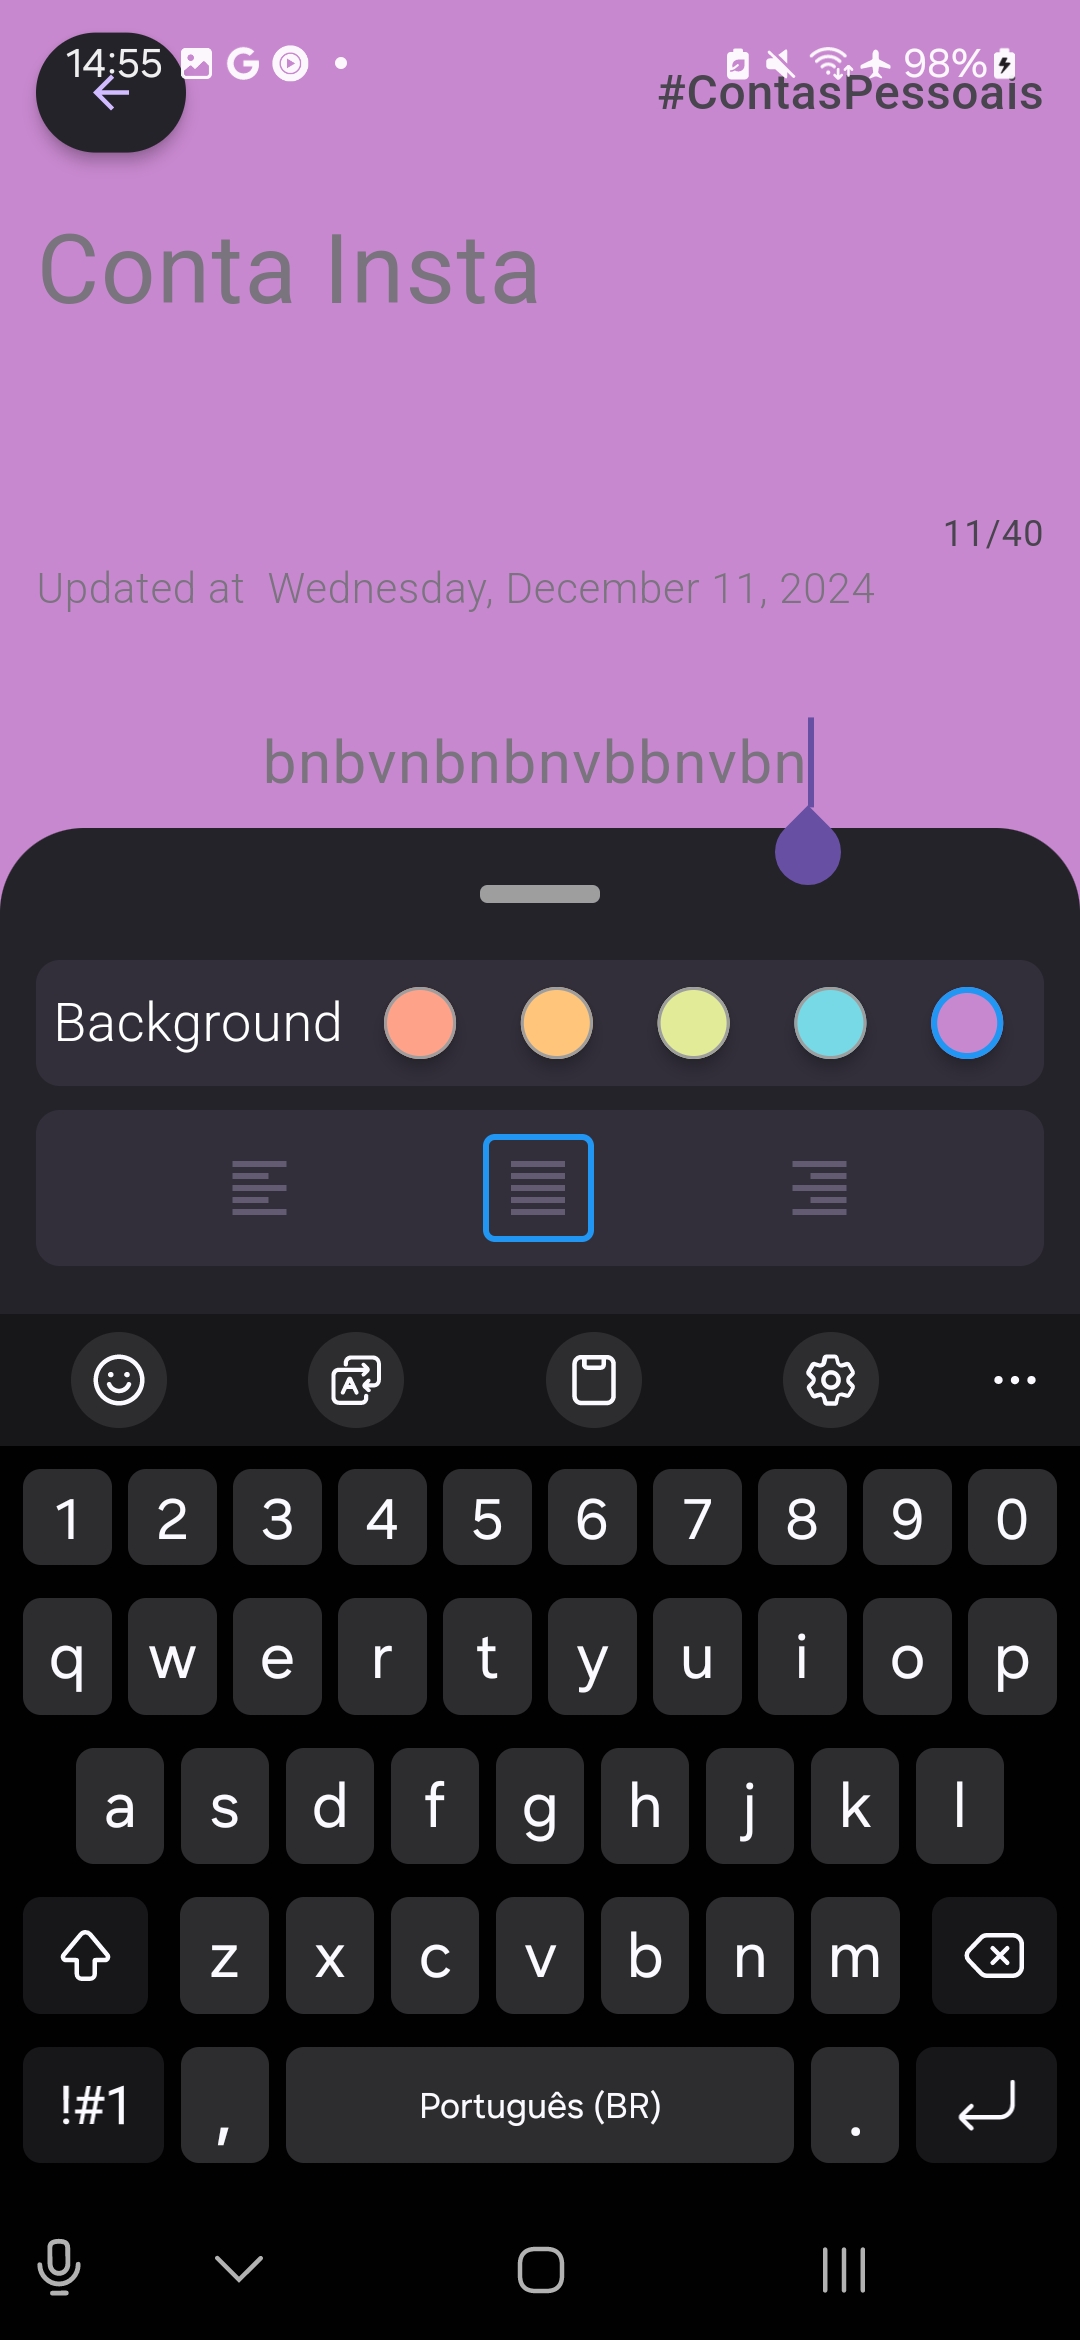 14:55
98%
#ContasPessoais
Conta Insta
11/40
Updated at  Wednesday, December 11, 2024
bnbvnbnbnvbbnvbn
Background
1 2 3 4 5 6 7 8 9 0
q w e r t y u i o p
a s d f g h j k l
z x c v b n m
!#1 , Português (BR) .